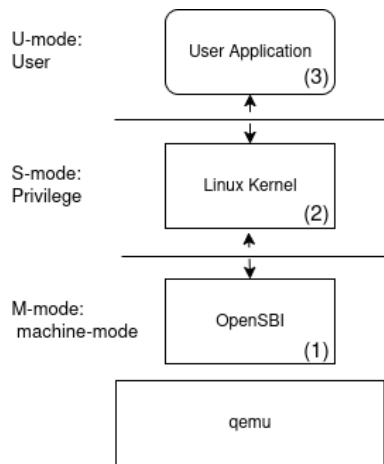 U-mode:
User
User Application
(3)
S-mode:
Privilege
Linux Kernel
(2)
M-mode:
machine-mode
OpenSBI
(1)
qemu